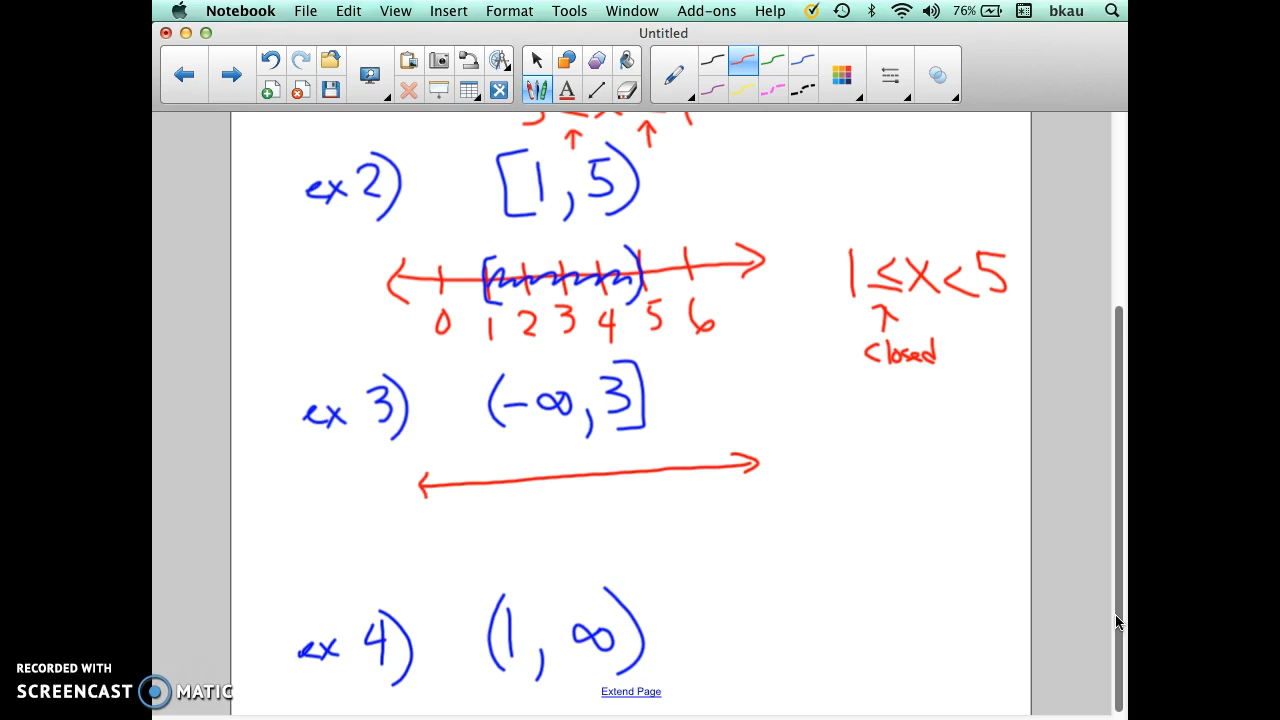 Notebook File Edit View Insert Format Tools Window Add-ons Help 76% bkau
Untitled
ex 2) [1, 5)
0 1 2 3 4 5 6
1 ≤ x < 5
↑
closed
ex 3) (-∞, 3]
ex 4) (1, ∞)
Extend Page
RECORDED WITH
SCREENCAST MATIC